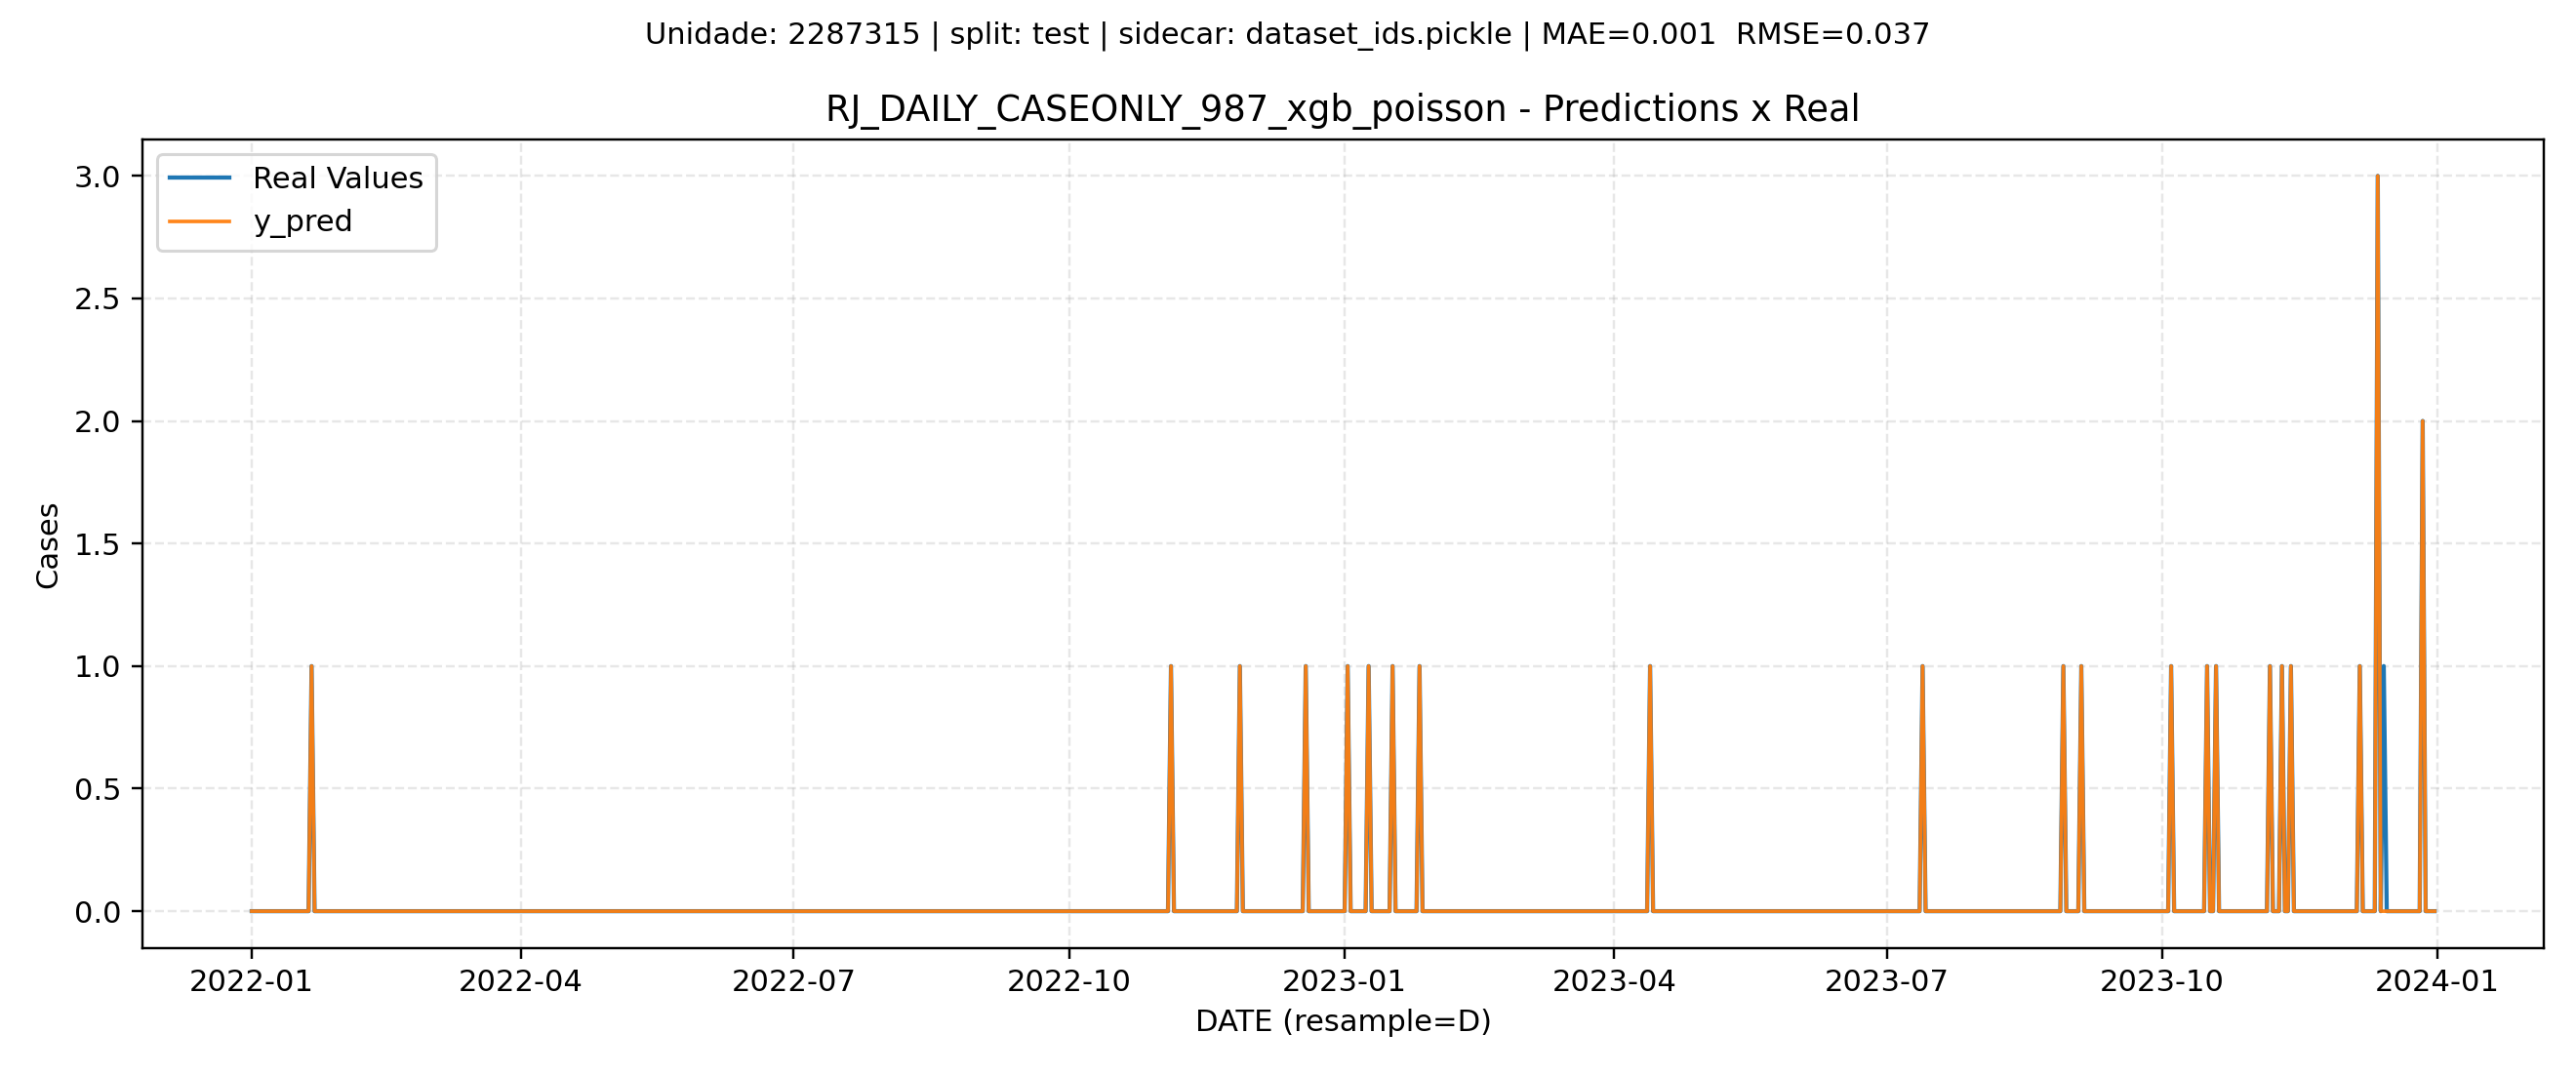 Unidade: 2287315 | split: test | sidecar: dataset_ids.pickle | MAE=0.001  RMSE=0.037
RJ_DAILY_CASEONLY_987_xgb_poisson - Predictions x Real
Real Values
y_pred
3.0
2.5
2.0
1.5
1.0
0.5
0.0
Cases
2022-01
2022-04
2022-07
2022-10
2023-01
2023-04
2023-07
2023-10
2024-01
DATE (resample=D)